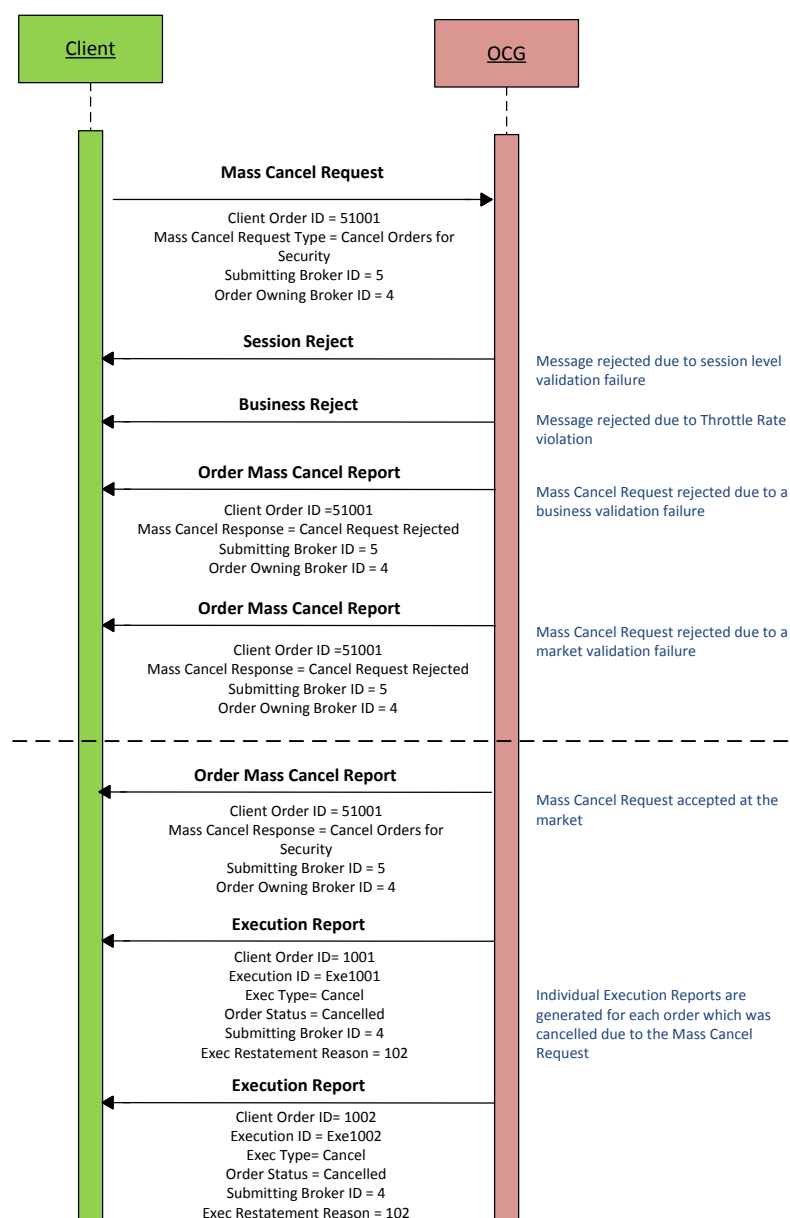 Client
OCG
Mass Cancel Request
Client Order ID = 51001
Mass Cancel Request Type = Cancel Orders for
Security
Submitting Broker ID = 5
Order Owning Broker ID = 4
Session Reject
Message rejected due to session level
validation failure
Business Reject
Message rejected due to Throttle Rate
violation
Order Mass Cancel Report
Mass Cancel Request rejected due to a
business validation failure
Client Order ID =51001
Mass Cancel Response = Cancel Request Rejected
Submitting Broker ID = 5
Order Owning Broker ID = 4
Order Mass Cancel Report
Mass Cancel Request rejected due to a
market validation failure
Client Order ID =51001
Mass Cancel Response = Cancel Request Rejected
Submitting Broker ID = 5
Order Owning Broker ID = 4
Order Mass Cancel Report
Mass Cancel Request accepted at the
market
Client Order ID = 51001
Mass Cancel Response = Cancel Orders for
Security
Submitting Broker ID = 5
Order Owning Broker ID = 4
Execution Report
Client Order ID= 1001
Execution ID = Exe1001
Exec Type= Cancel
Order Status = Cancelled
Submitting Broker ID = 4
Exec Restatement Reason = 102
Individual Execution Reports are
generated for each order which was
cancelled due to the Mass Cancel
Request
Execution Report
Client Order ID= 1002
Execution ID = Exe1002
Exec Type= Cancel
Order Status = Cancelled
Submitting Broker ID = 4
Exec Restatement Reason = 102